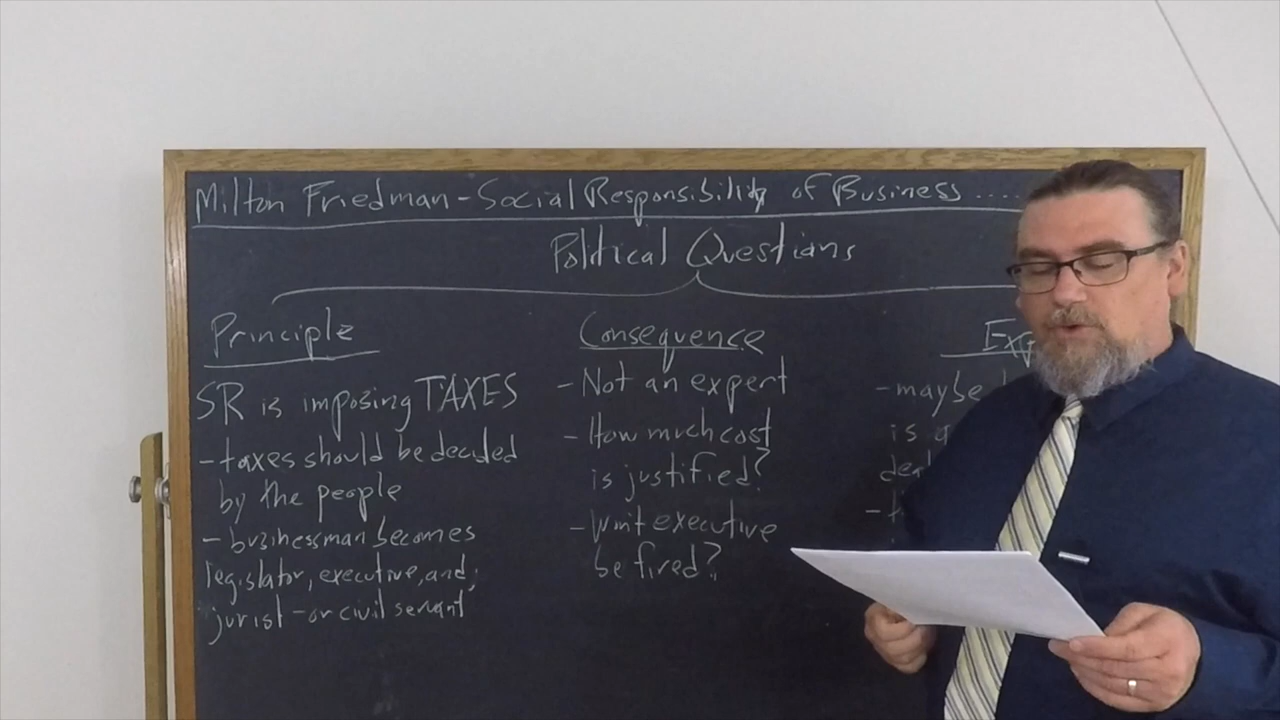 Milton Friedman - Social Responsibility of Business .....
Political Questions
Principle
SR is imposing TAXES
- taxes should be decided
by the people
- businessman becomes
legislator, executive, and
jurist - or civil servant
Consequence
- Not an expert
- How much cost
is justified?
- Won't executive
be fired?
- maybe
is